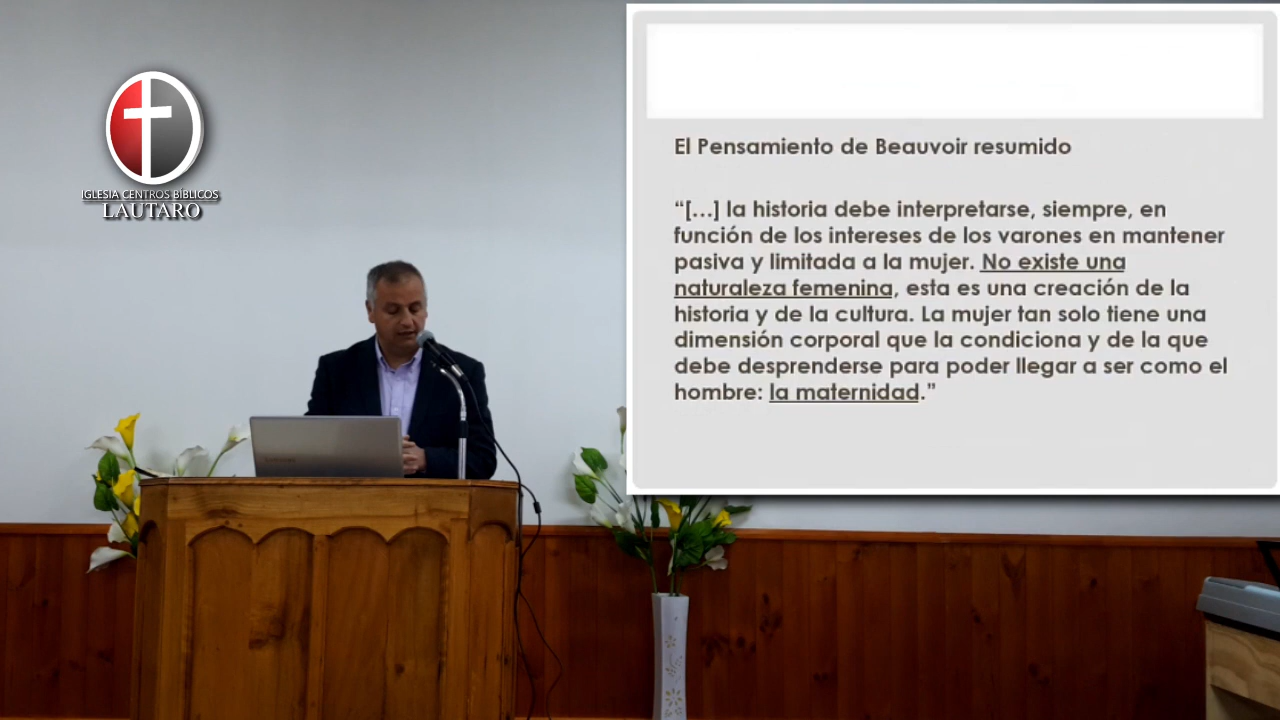 IGLESIA CENTROS BÍBLICOS
LAUTARO
El Pensamiento de Beauvoir resumido
“[...] la historia debe interpretarse, siempre, en
función de los intereses de los varones en mantener
pasiva y limitada a la mujer. No existe una
naturaleza femenina, esta es una creación de la
historia y de la cultura. La mujer tan solo tiene una
dimensión corporal que la condiciona y de la que
debe desprenderse para poder llegar a ser como el
hombre: la maternidad.”